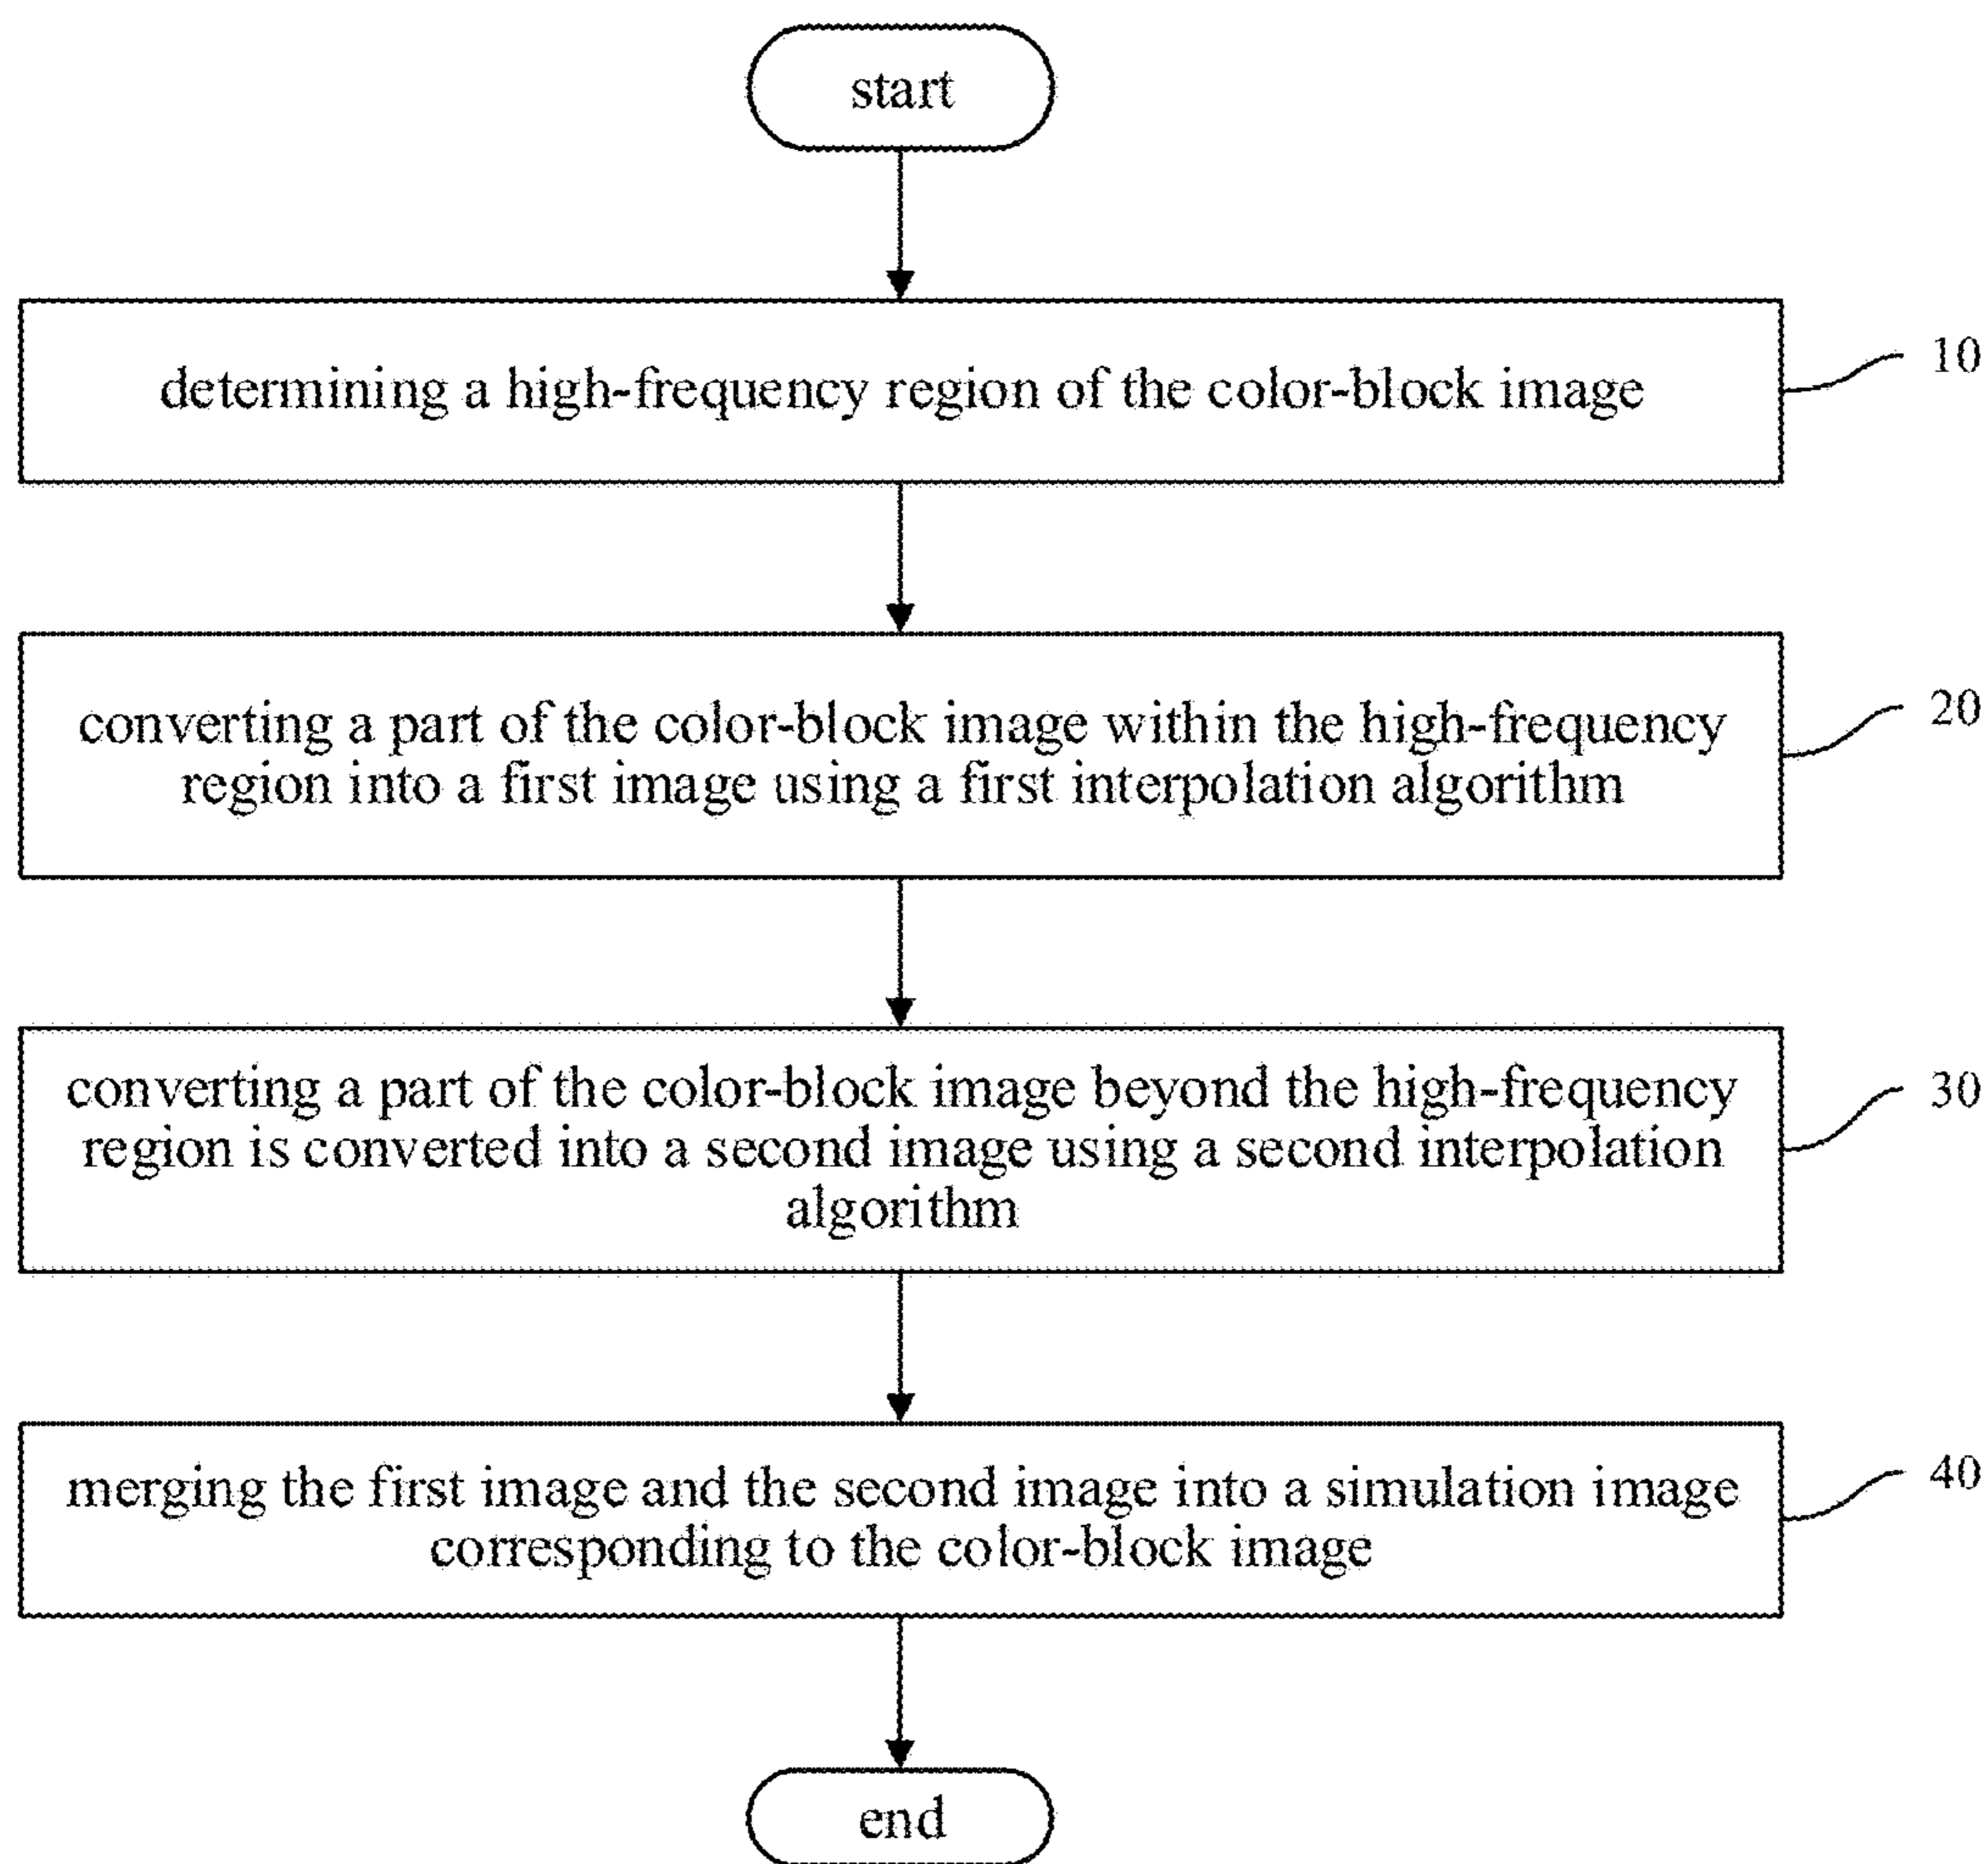 start
determining a high-frequency region of the color-block image
10
converting a part of the color-block image within the high-frequency
region into a first image using a first interpolation algorithm
20
converting a part of the color-block image beyond the high-frequency
region is converted into a second image using a second interpolation
algorithm
30
merging the first image and the second image into a simulation image
corresponding to the color-block image
40
end